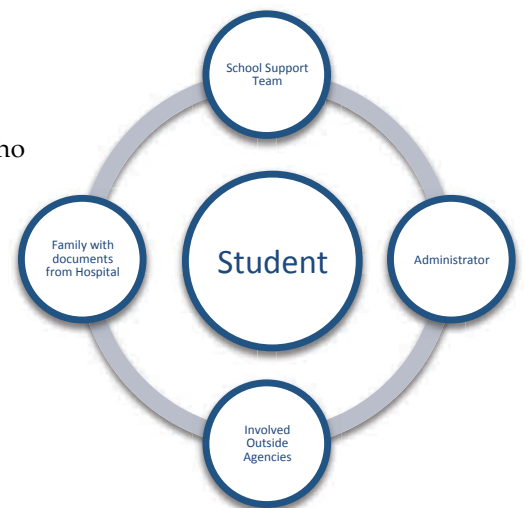 School Support
Team
Family with
documents
from Hospital
Student
Administrator
Involved
Outside
Agencies